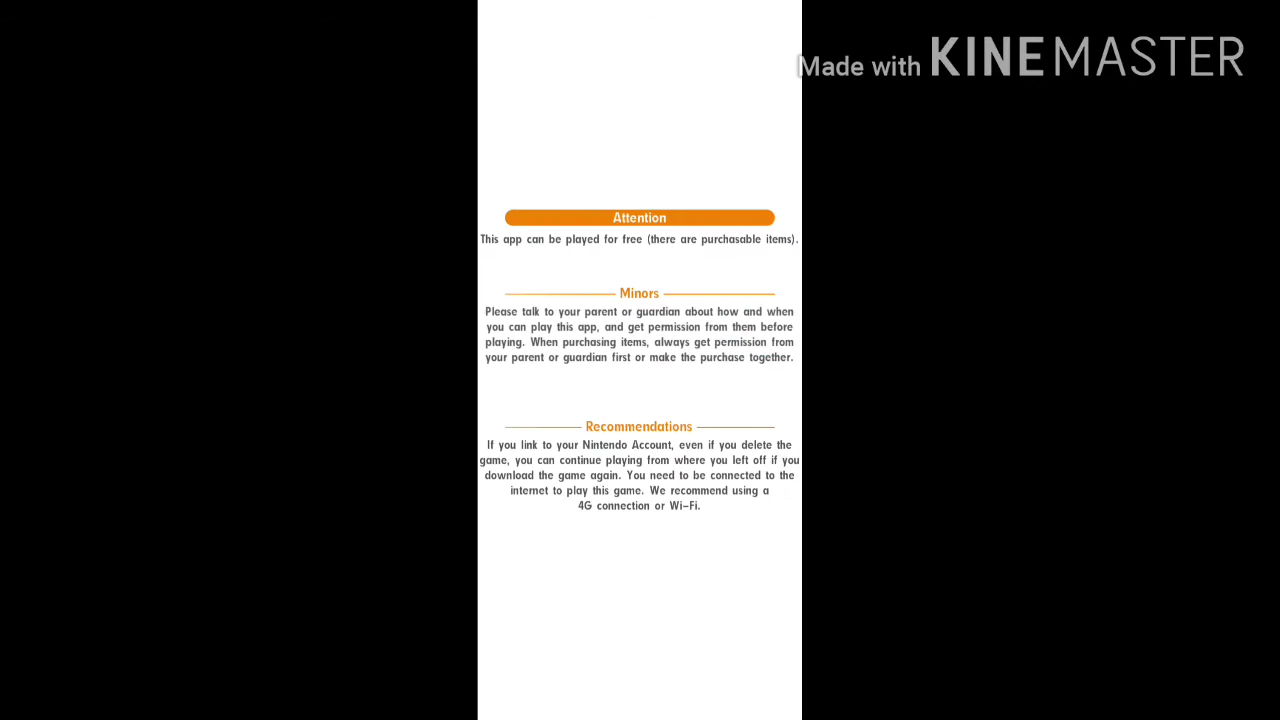 Made with KINEMASTER
Attention
This app can be played for free (there are purchasable items).
Minors
Please talk to your parent or guardian about how and when
you can play this app, and get permission from them before
playing. When purchasing items, always get permission from
your parent or guardian first or make the purchase together.
Recommendations
If you link to your Nintendo Account, even if you delete the
game, you can continue playing from where you left off if you
download the game again. You need to be connected to the
internet to play this game. We recommend using a
4G connection or Wi-Fi.